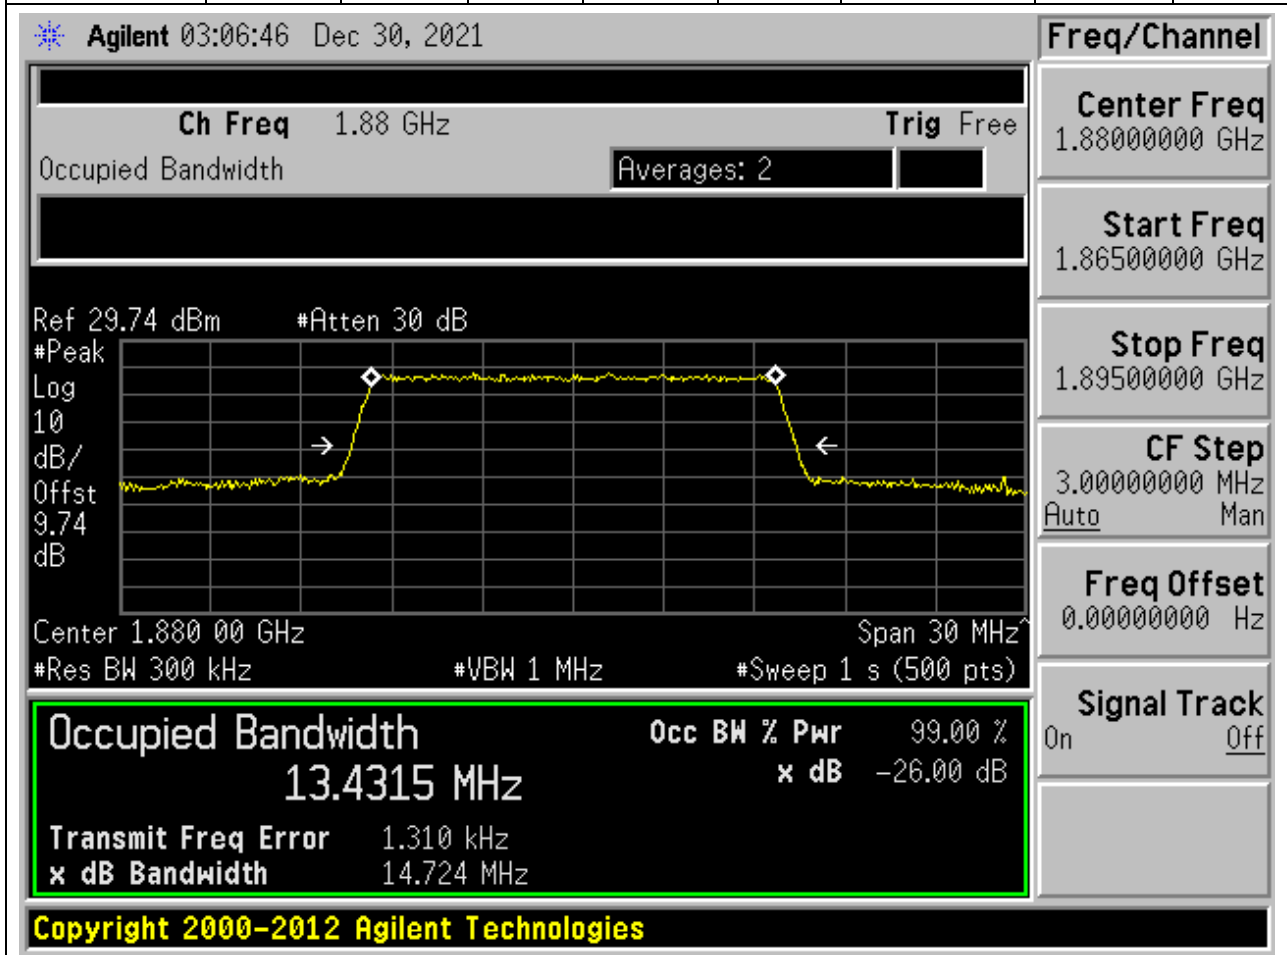 Agilent 03:06:46 Dec 30, 2021
Freq/Channel
Ch Freq 1.88 GHz Trig Free
Occupied Bandwidth Averages: 2
Center Freq
1.88000000 GHz
Start Freq
1.86500000 GHz
Stop Freq
1.89500000 GHz
CF Step
3.00000000 MHz
Auto Man
Freq Offset
0.00000000 Hz
Signal Track
On Off
Ref 29.74 dBm #Atten 30 dB
#Peak
Log
10
dB/
Offst
9.74
dB
Center 1.880 00 GHz Span 30 MHz^
#Res BW 300 kHz #VBW 1 MHz #Sweep 1 s (500 pts)
Occupied Bandwidth Occ BW % Pwr 99.00 %
13.4315 MHz x dB -26.00 dB
Transmit Freq Error 1.310 kHz
x dB Bandwidth 14.724 MHz
Copyright 2000-2012 Agilent Technologies